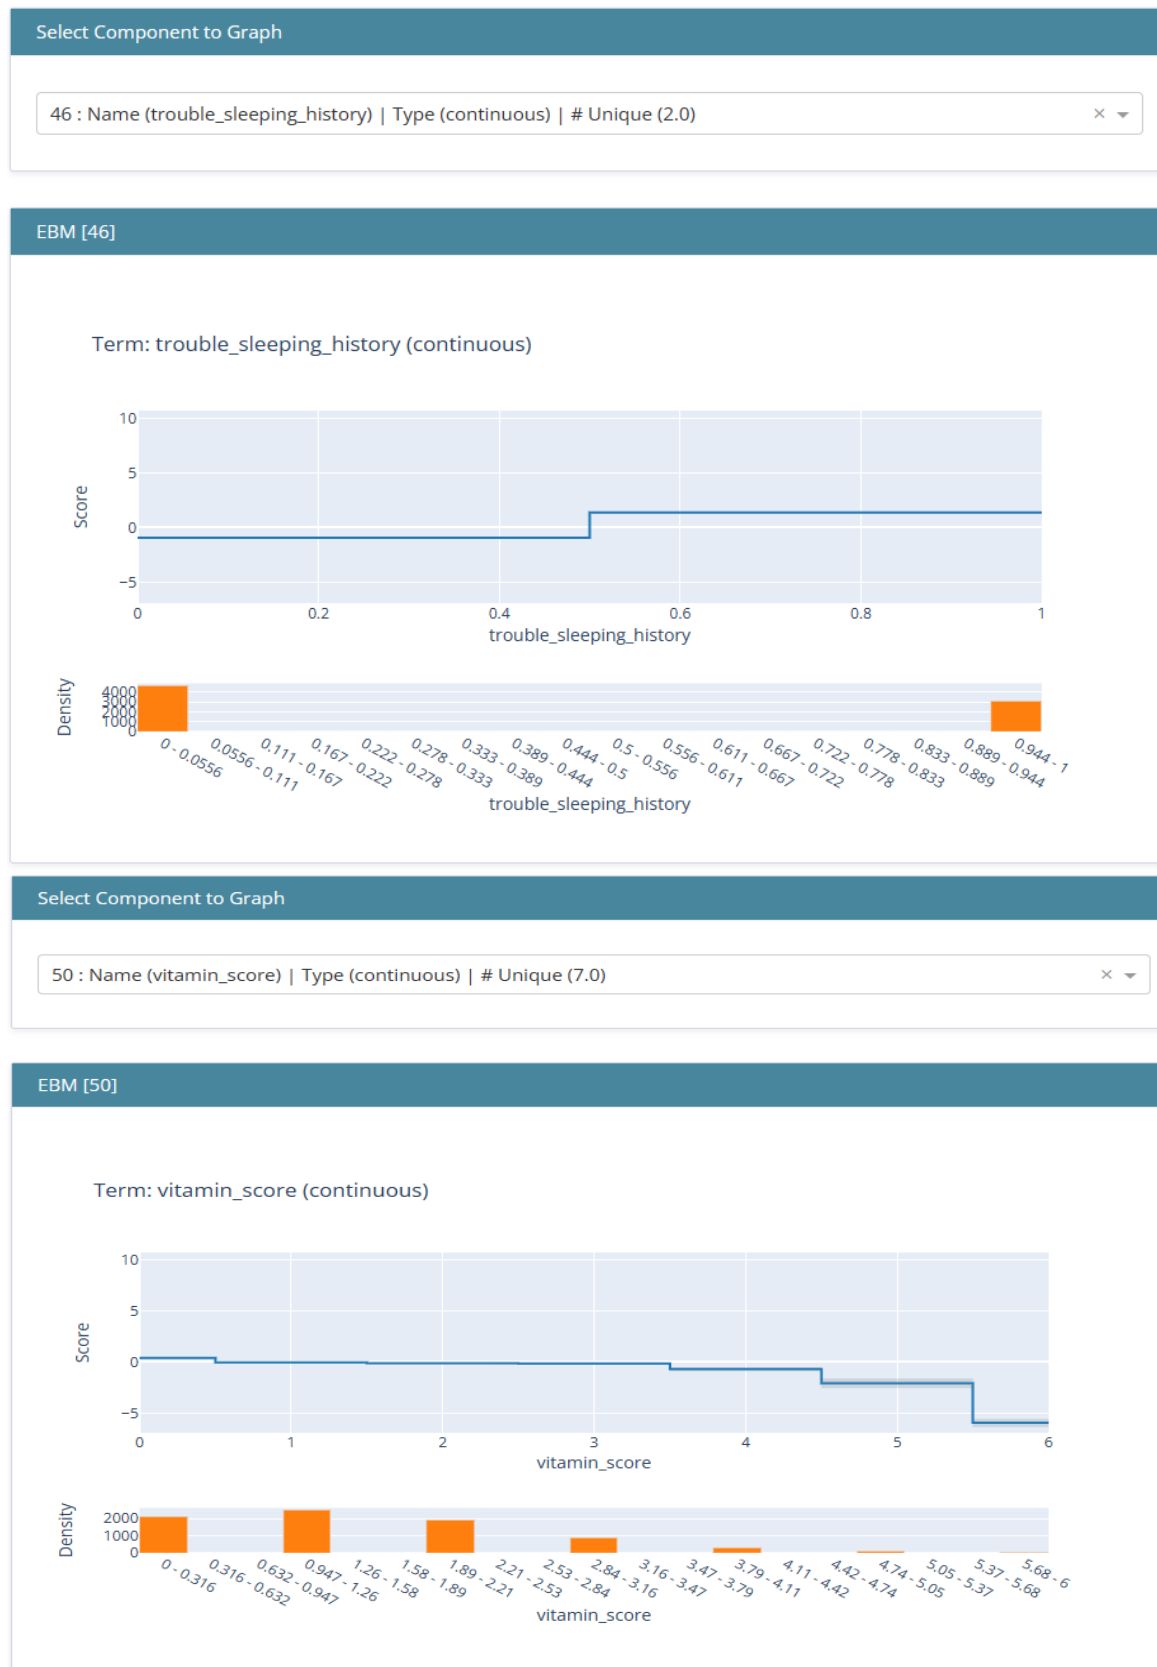 Select Component to Graph
46 : Name (trouble_sleeping_history) | Type (continuous) | # Unique (2.0)
EBM [46]
Term: trouble_sleeping_history (continuous)
10
5
0
−5
Score
0 0.2 0.4 0.6 0.8 1
trouble_sleeping_history
Density
4000
3000
2000
1000
0
0 - 0.0556
0.0556 - 0.111
0.111 - 0.167
0.167 - 0.222
0.222 - 0.278
0.278 - 0.333
0.333 - 0.389
0.389 - 0.444
0.444 - 0.5
0.5 - 0.556
0.556 - 0.611
0.611 - 0.667
0.667 - 0.722
0.722 - 0.778
0.778 - 0.833
0.833 - 0.889
0.889 - 0.944
0.944 - 1
trouble_sleeping_history
Select Component to Graph
50 : Name (vitamin_score) | Type (continuous) | # Unique (7.0)
EBM [50]
Term: vitamin_score (continuous)
10
5
0
−5
Score
0 1 2 3 4 5 6
vitamin_score
Density
2000
1000
0
0 - 0.316
0.316 - 0.632
0.632 - 0.947
0.947 - 1.26
1.26 - 1.58
1.58 - 1.89
1.89 - 2.21
2.21 - 2.53
2.53 - 2.84
2.84 - 3.16
3.16 - 3.47
3.47 - 3.79
3.79 - 4.11
4.11 - 4.42
4.42 - 4.74
4.74 - 5.05
5.05 - 5.37
5.37 - 5.68
5.68 - 6
vitamin_score